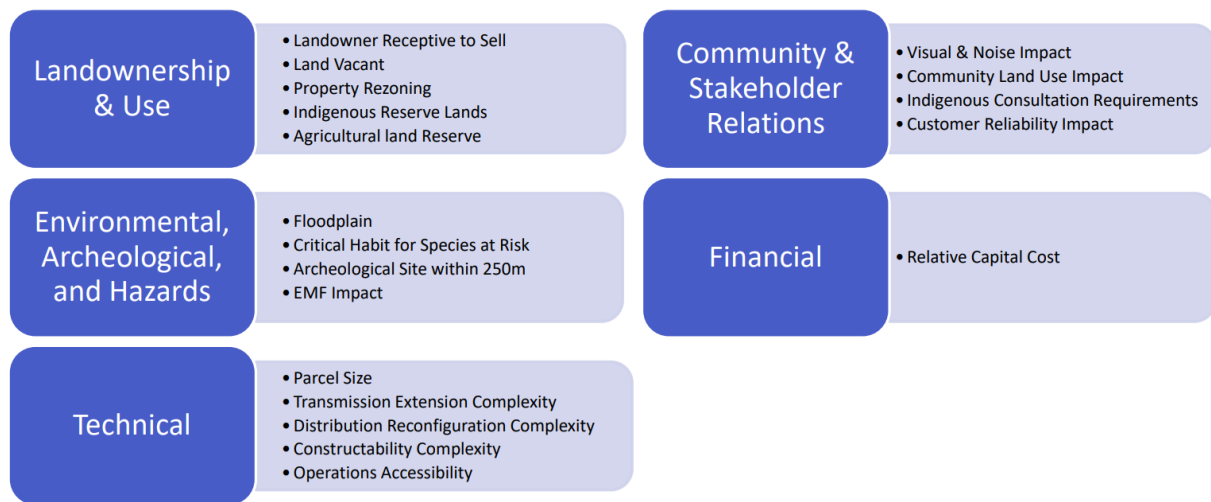 Landownership
& Use
• Landowner Receptive to Sell
• Land Vacant
• Property Rezoning
• Indigenous Reserve Lands
• Agricultural land Reserve
Community &
Stakeholder
Relations
• Visual & Noise Impact
• Community Land Use Impact
• Indigenous Consultation Requirements
• Customer Reliability Impact
Environmental,
Archeological,
and Hazards
• Floodplain
• Critical Habit for Species at Risk
• Archeological Site within 250m
• EMF Impact
Financial
• Relative Capital Cost
Technical
• Parcel Size
• Transmission Extension Complexity
• Distribution Reconfiguration Complexity
• Constructability Complexity
• Operations Accessibility